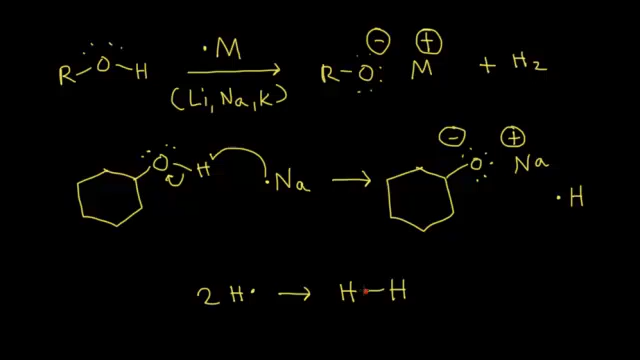 R-O-H ·M (Li, Na, K) → R-O: ⊖ M ⊕ + H2
O-H ·Na → O: ⊖ Na ⊕ ·H
2 H· → H-H